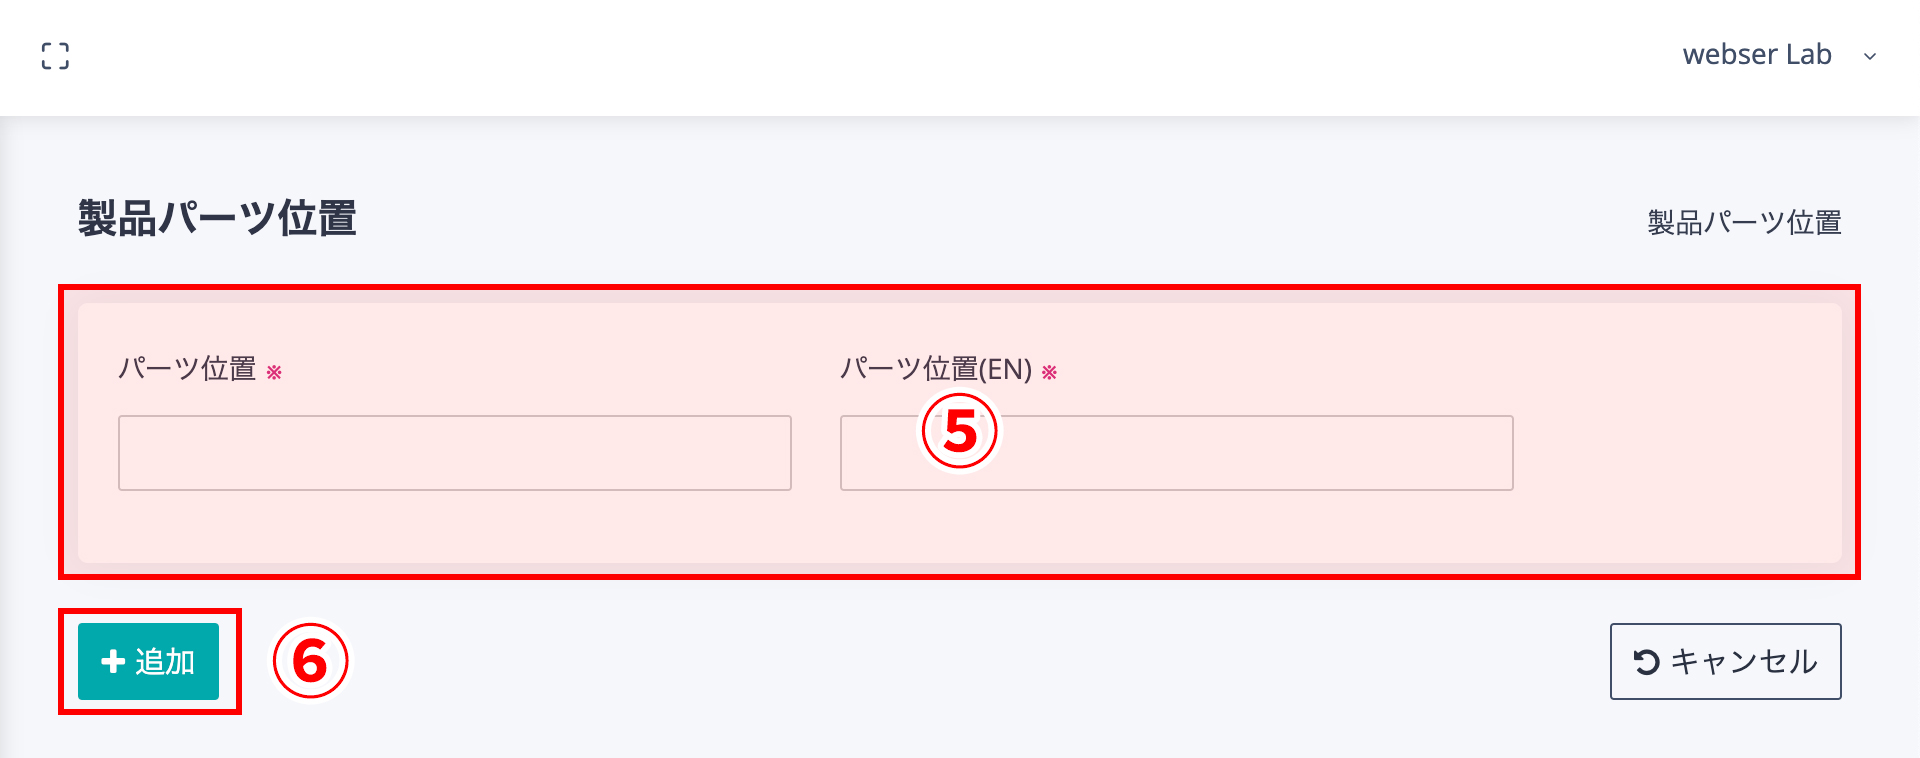 webser Lab
製品パーツ位置
製品パーツ位置
パーツ位置 ※
パーツ位置(EN) ※
⑤
追加
⑥
キャンセル